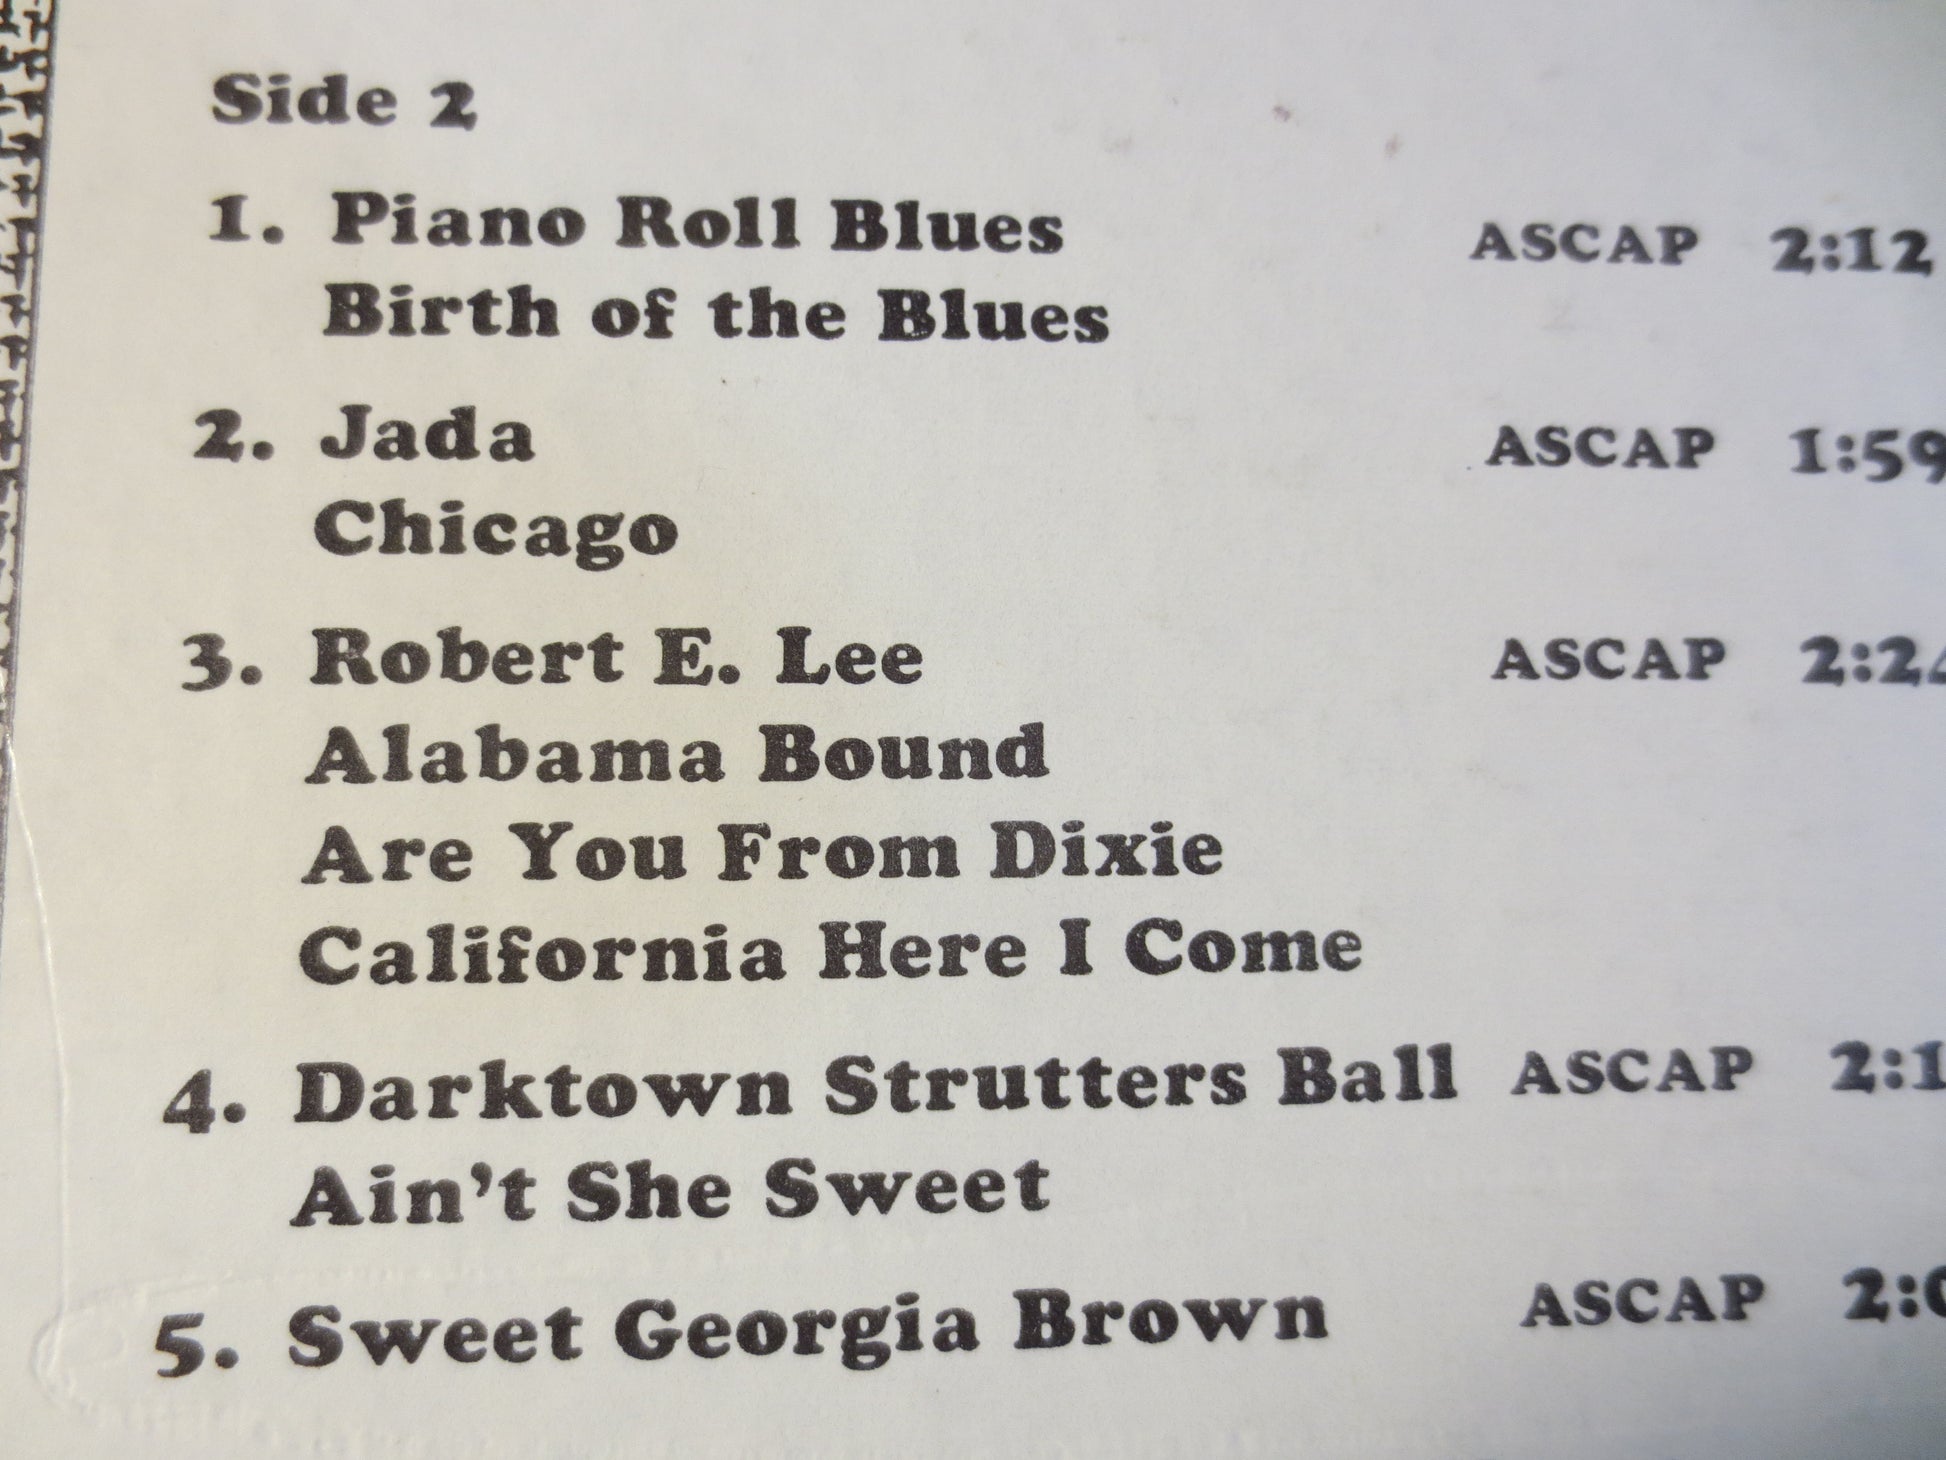 Side 2
1. Piano Roll Blues ASCAP 2:12
Birth of the Blues
2. Jada ASCAP 1:59
Chicago
3. Robert E. Lee ASCAP
Alabama Bound
Are You From Dixie
California Here I Come
4. Darktown Strutters Ball ASCAP
Ain't She Sweet
5. Sweet Georgia Brown ASCAP